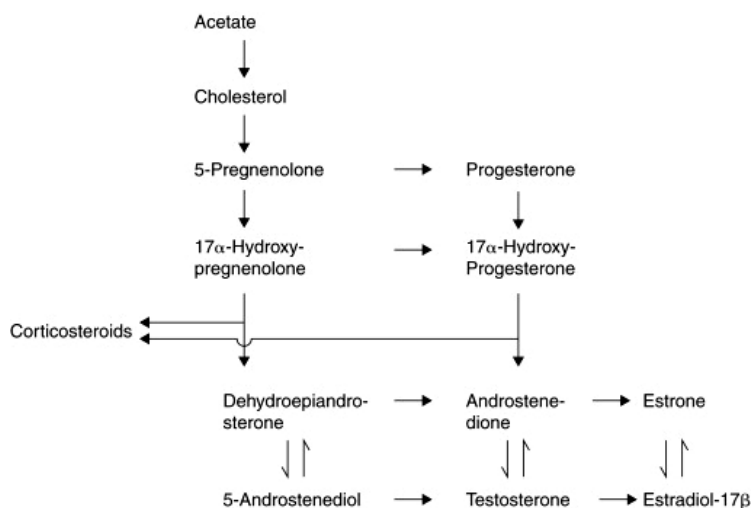 Acetate
Cholesterol
5-Pregnenolone
Progesterone
17α-Hydroxy-
pregnenolone
17α-Hydroxy-
Progesterone
Corticosteroids
Dehydroepiandro-
sterone
Androstene-
dione
Estrone
5-Androstenediol
Testosterone
Estradiol-17β